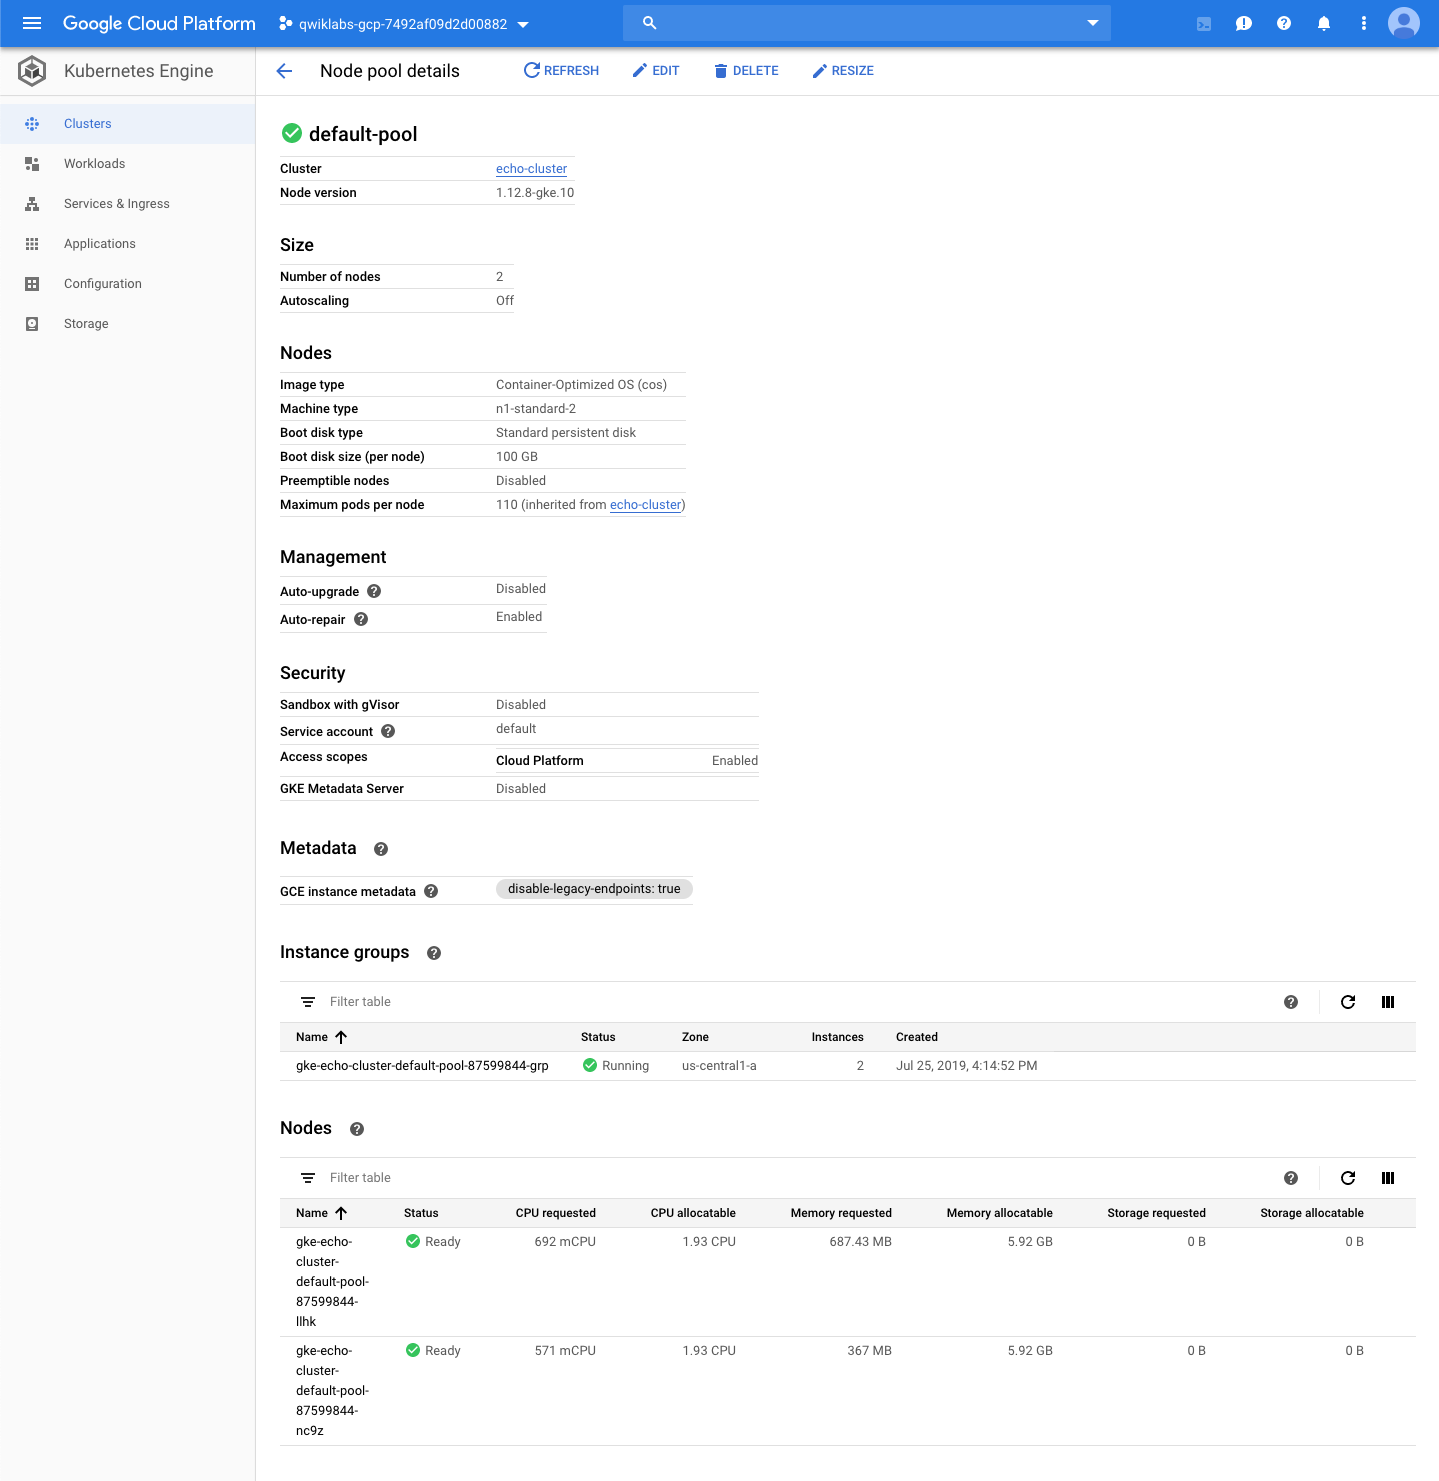 Google Cloud Platform
qwiklabs-gcp-7492af09d2d00882
Kubernetes Engine
Node pool details
REFRESH
EDIT
DELETE
RESIZE
Clusters
Workloads
Services & Ingress
Applications
Configuration
Storage
default-pool
Cluster echo-cluster
Node version 1.12.8-gke.10
Size
Number of nodes 2
Autoscaling Off
Nodes
Image type Container-Optimized OS (cos)
Machine type n1-standard-2
Boot disk type Standard persistent disk
Boot disk size (per node) 100 GB
Preemptible nodes Disabled
Maximum pods per node 110 (inherited from echo-cluster)
Management
Auto-upgrade Disabled
Auto-repair Enabled
Security
Sandbox with gVisor Disabled
Service account default
Access scopes Cloud Platform Enabled
GKE Metadata Server Disabled
Metadata
GCE instance metadata disable-legacy-endpoints: true
Instance groups
Filter table
Name Status Zone Instances Created
gke-echo-cluster-default-pool-87599844-grp Running us-central1-a 2 Jul 25, 2019, 4:14:52 PM
Nodes
Filter table
Name Status CPU requested CPU allocatable Memory requested Memory allocatable Storage requested Storage allocatable
gke-echo- Ready 692 mCPU 1.93 CPU 687.43 MB 5.92 GB 0 B 0 B
cluster-
default-pool-
87599844-
llhk
gke-echo- Ready 571 mCPU 1.93 CPU 367 MB 5.92 GB 0 B 0 B
cluster-
default-pool-
87599844-
nc9z